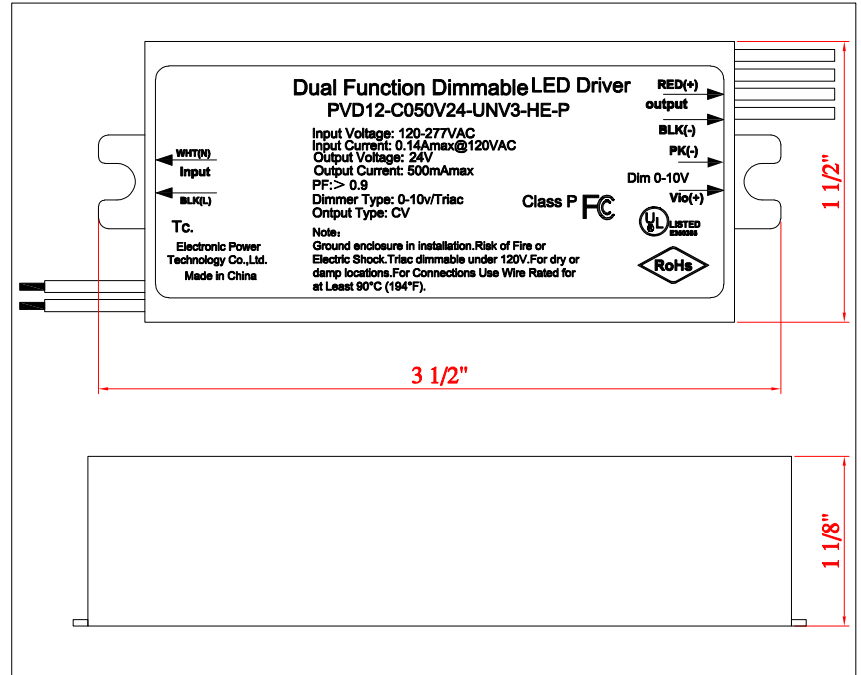 Dual Function Dimmable LED Driver
PVD12-C050V24-UNV3-HE-P
Input Voltage: 120-277VAC
Input Current: 0.14Amax@120VAC
Output Voltage: 24V
Output Current: 500mAmax
PF:> 0.9
Dimmer Type: 0-10v/Triac
Ontput Type: CV
Note:
Ground enclosure in installation.Risk of Fire or
Electric Shock.Triac dimmable under 120V.For dry or
damp locations.For Connections Use Wire Rated for
at Least 90°C (194°F).
WHT(N)
Input
BLK(L)
Tc.
Electronic Power
Technology Co.,Ltd.
Made in China
RED(+)
output
BLK(-)
PK(-)
Dim 0-10V
Vio(+)
Class P FC
UL LISTED
RoHs
1 1/2"
3 1/2"
1 1/8"